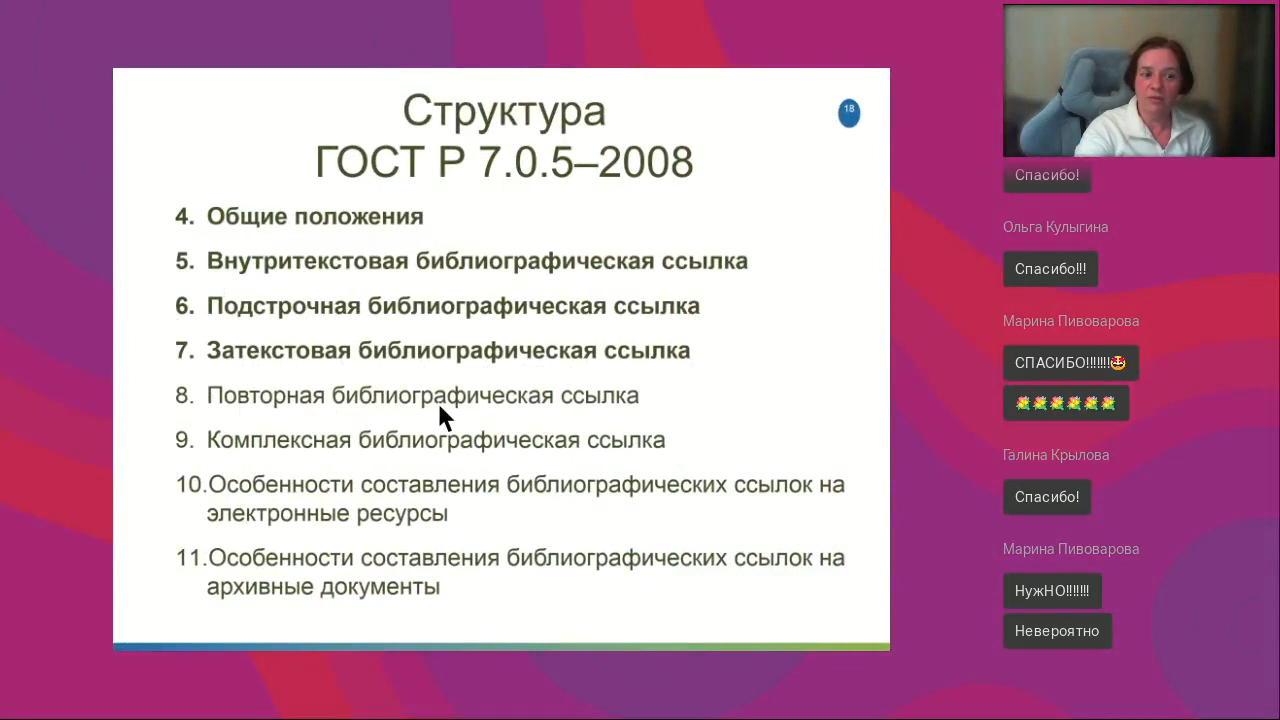 Структура
ГОСТ Р 7.0.5–2008
18
4. Общие положения
5. Внутритекстовая библиографическая ссылка
6. Подстрочная библиографическая ссылка
7. Затекстовая библиографическая ссылка
8. Повторная библиографическая ссылка
9. Комплексная библиографическая ссылка
10.Особенности составления библиографических ссылок на
электронные ресурсы
11.Особенности составления библиографических ссылок на
архивные документы
Спасибо!
Ольга Кулыгина
Спасибо!!!
Марина Пивоварова
СПАСИБО!!!!!!!🤩
💐💐💐💐💐💐
Галина Крылова
Спасибо!
Марина Пивоварова
НужНО!!!!!!!
Невероятно